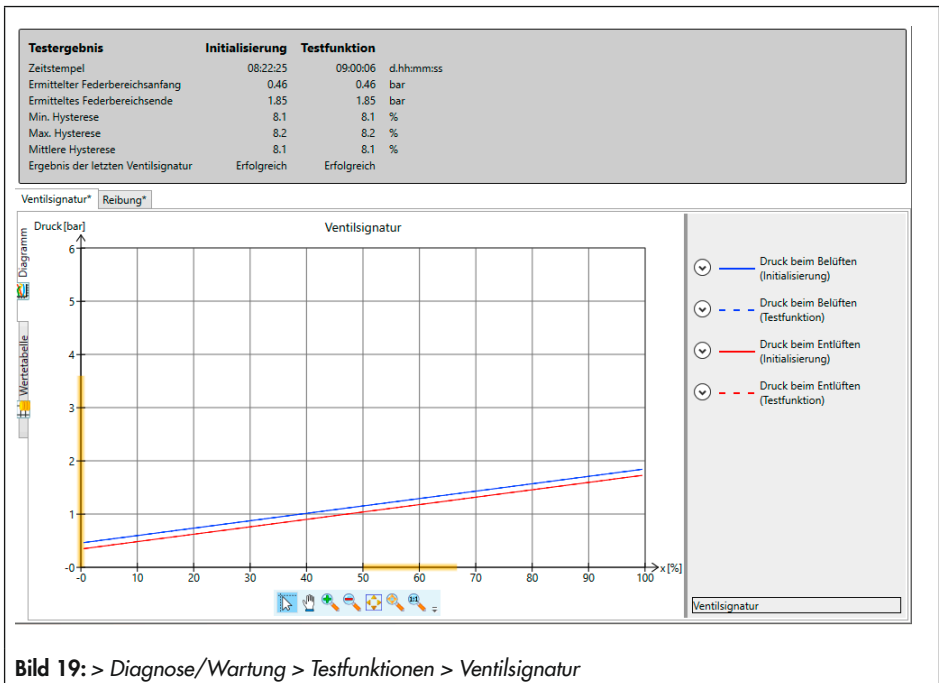 Testergebnis Initialisierung Testfunktion
Zeitstempel 08:22:25 09:00:06 d.hh:mm:ss
Ermittelter Federbereichsanfang 0.46 0.46 bar
Ermitteltes Federbereichsende 1.85 1.85 bar
Min. Hysterese 8.1 8.1 %
Max. Hysterese 8.2 8.2 %
Mittlere Hysterese 8.1 8.1 %
Ergebnis der letzten Ventilsignatur Erfolgreich Erfolgreich
Ventilsignatur* Reibung*
Diagramm
Wertetabelle
Druck [bar]
Ventilsignatur
6
5
4
3
2
1
-0
-0 10 20 30 40 50 60 70 80 90 100
x [%]
1:1
Druck beim Belüften
(Initialisierung)
Druck beim Belüften
(Testfunktion)
Druck beim Entlüften
(Initialisierung)
Druck beim Entlüften
(Testfunktion)
Ventilsignatur
Bild 19: > Diagnose/Wartung > Testfunktionen > Ventilsignatur